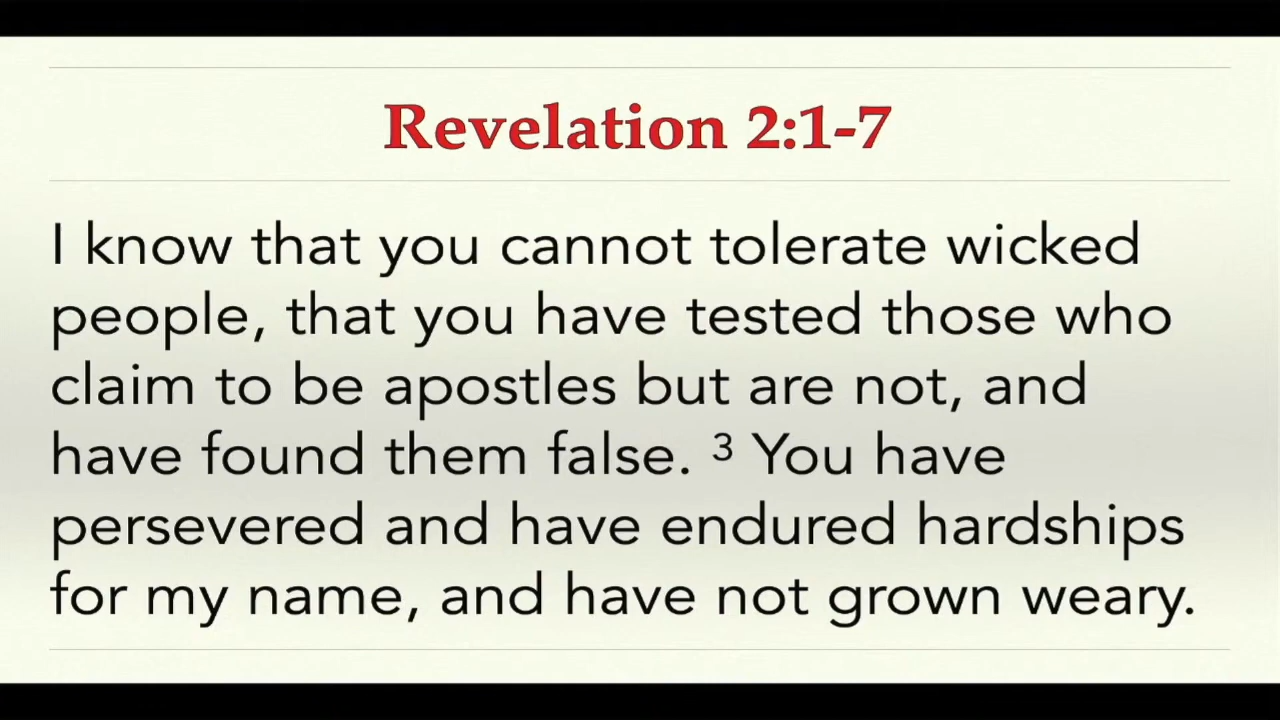 Revelation 2:1-7
I know that you cannot tolerate wicked
people, that you have tested those who
claim to be apostles but are not, and
have found them false. ³ You have
persevered and have endured hardships
for my name, and have not grown weary.